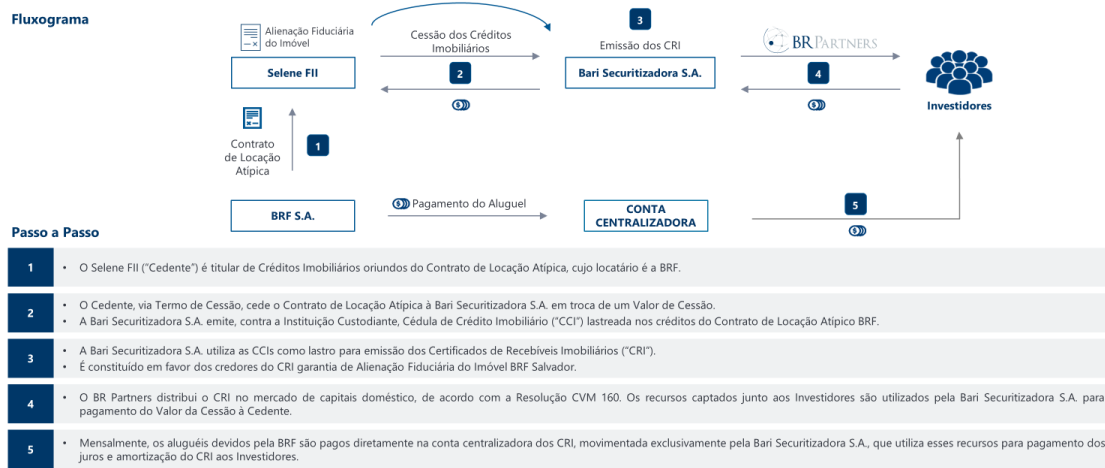 Fluxograma
Alienação Fiduciária
do Imóvel
Selene FII
Cessão dos Créditos
Imobiliários
2
3
Emissão dos CRI
Bari Securitizadora S.A.
BR PARTNERS
4
Investidores
Contrato
de Locação
Atípica
1
BRF S.A.
Pagamento do Aluguel
CONTA
CENTRALIZADORA
5
Passo a Passo
1
• O Selene FII ("Cedente") é titular de Créditos Imobiliários oriundos do Contrato de Locação Atípica, cujo locatário é a BRF.
2
• O Cedente, via Termo de Cessão, cede o Contrato de Locação Atípica à Bari Securitizadora S.A. em troca de um Valor de Cessão.
• A Bari Securitizadora S.A. emite, contra a Instituição Custodiante, Cédula de Crédito Imobiliário ("CCI") lastreada nos créditos do Contrato de Locação Atípico BRF.
3
• A Bari Securitizadora S.A. utiliza as CCIs como lastro para emissão dos Certificados de Recebíveis Imobiliários ("CRI").
• É constituído em favor dos credores do CRI garantia de Alienação Fiduciária do Imóvel BRF Salvador.
4
• O BR Partners distribui o CRI no mercado de capitais doméstico, de acordo com a Resolução CVM 160. Os recursos captados junto aos Investidores são utilizados pela Bari Securitizadora S.A. para
pagamento do Valor da Cessão à Cedente.
5
• Mensalmente, os aluguéis devidos pela BRF são pagos diretamente na conta centralizadora dos CRI, movimentada exclusivamente pela Bari Securitizadora S.A., que utiliza esses recursos para pagamento dos
juros e amortização do CRI aos Investidores.